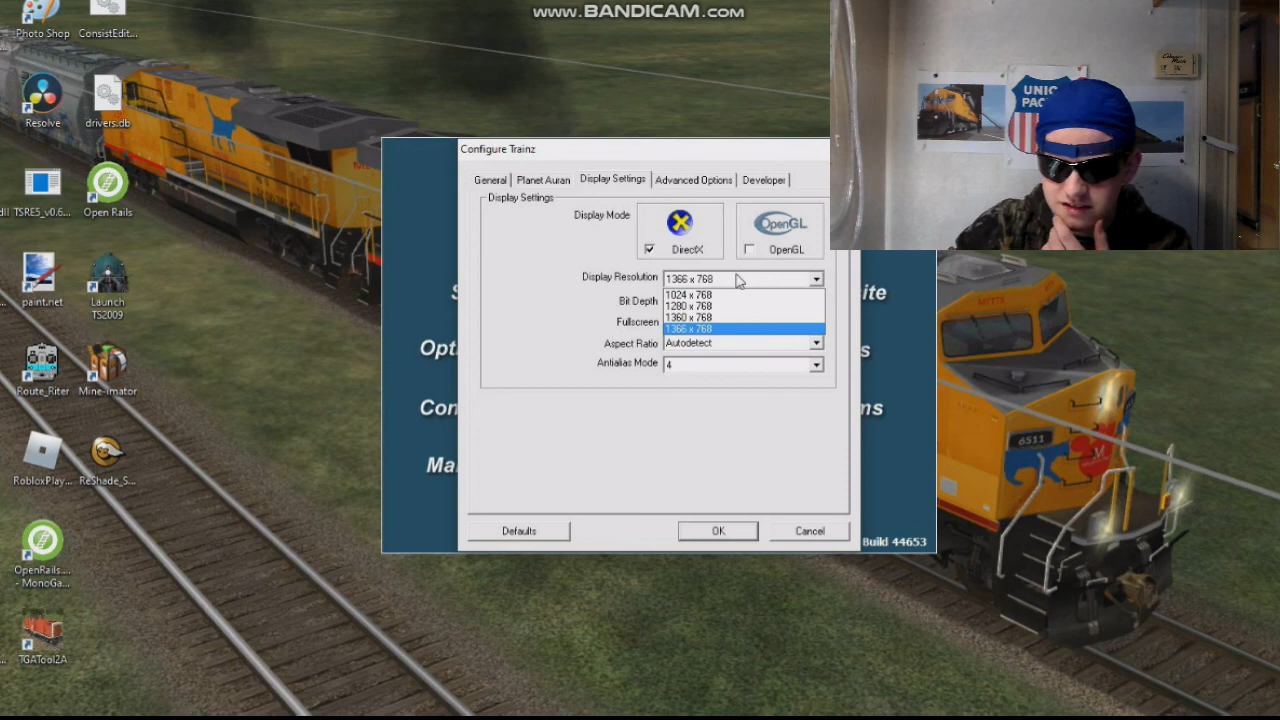 www.BANDICAM.com
Photo Shop
ConsistEdit...
Resolve
drivers.db
TSRE5_v0.6...
Open Rails
paint.net
Launch
TS2009
Route_Riter
Mine-imator
RobloxPlay...
ReShade_S...
OpenRails....
- MonoGa...
TGATool2A
Configure Trainz
General
Planet Auran
Display Settings
Advanced Options
Developer
Display Settings
Display Mode
DirectX
OpenGL
OpenGL
Display Resolution
1366 x 768
1024 x 768
1280 x 768
1360 x 768
1366 x 768
Bit Depth
Fullscreen
Aspect Ratio
Autodetect
Antialias Mode
4
Defaults
OK
Cancel
Opt
Con
Ma
ite
s
ms
Build 44653
UNIO
PAC
6511